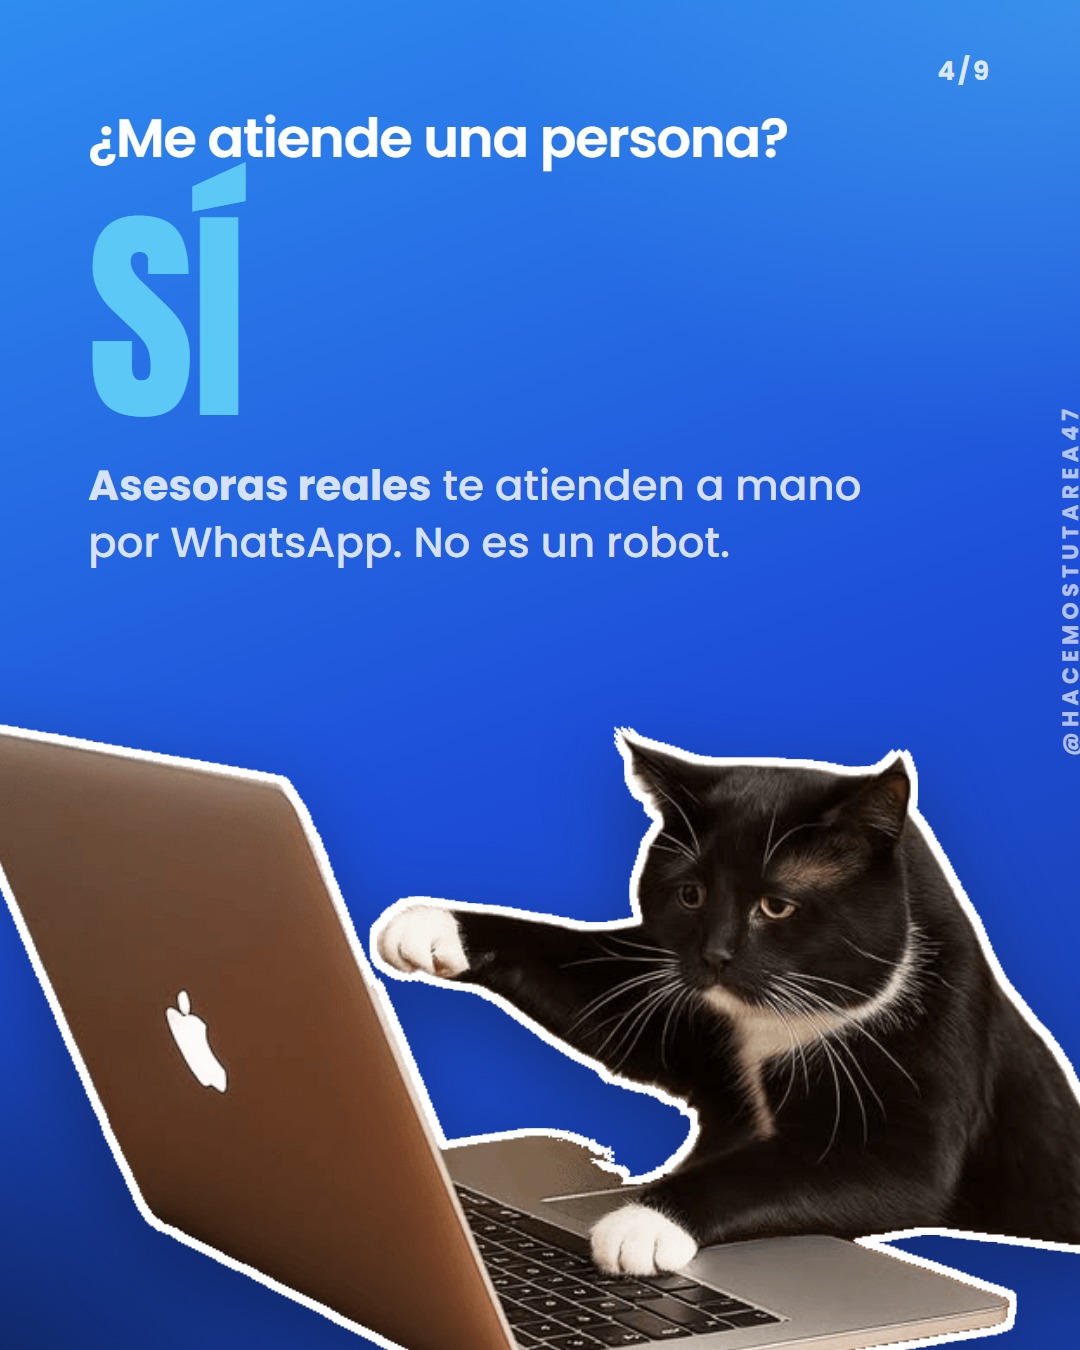 4/9
¿Me atiende una persona?
SÍ
Asesoras reales te atienden a mano
por WhatsApp. No es un robot.
@HACEMOSTUTAREA47